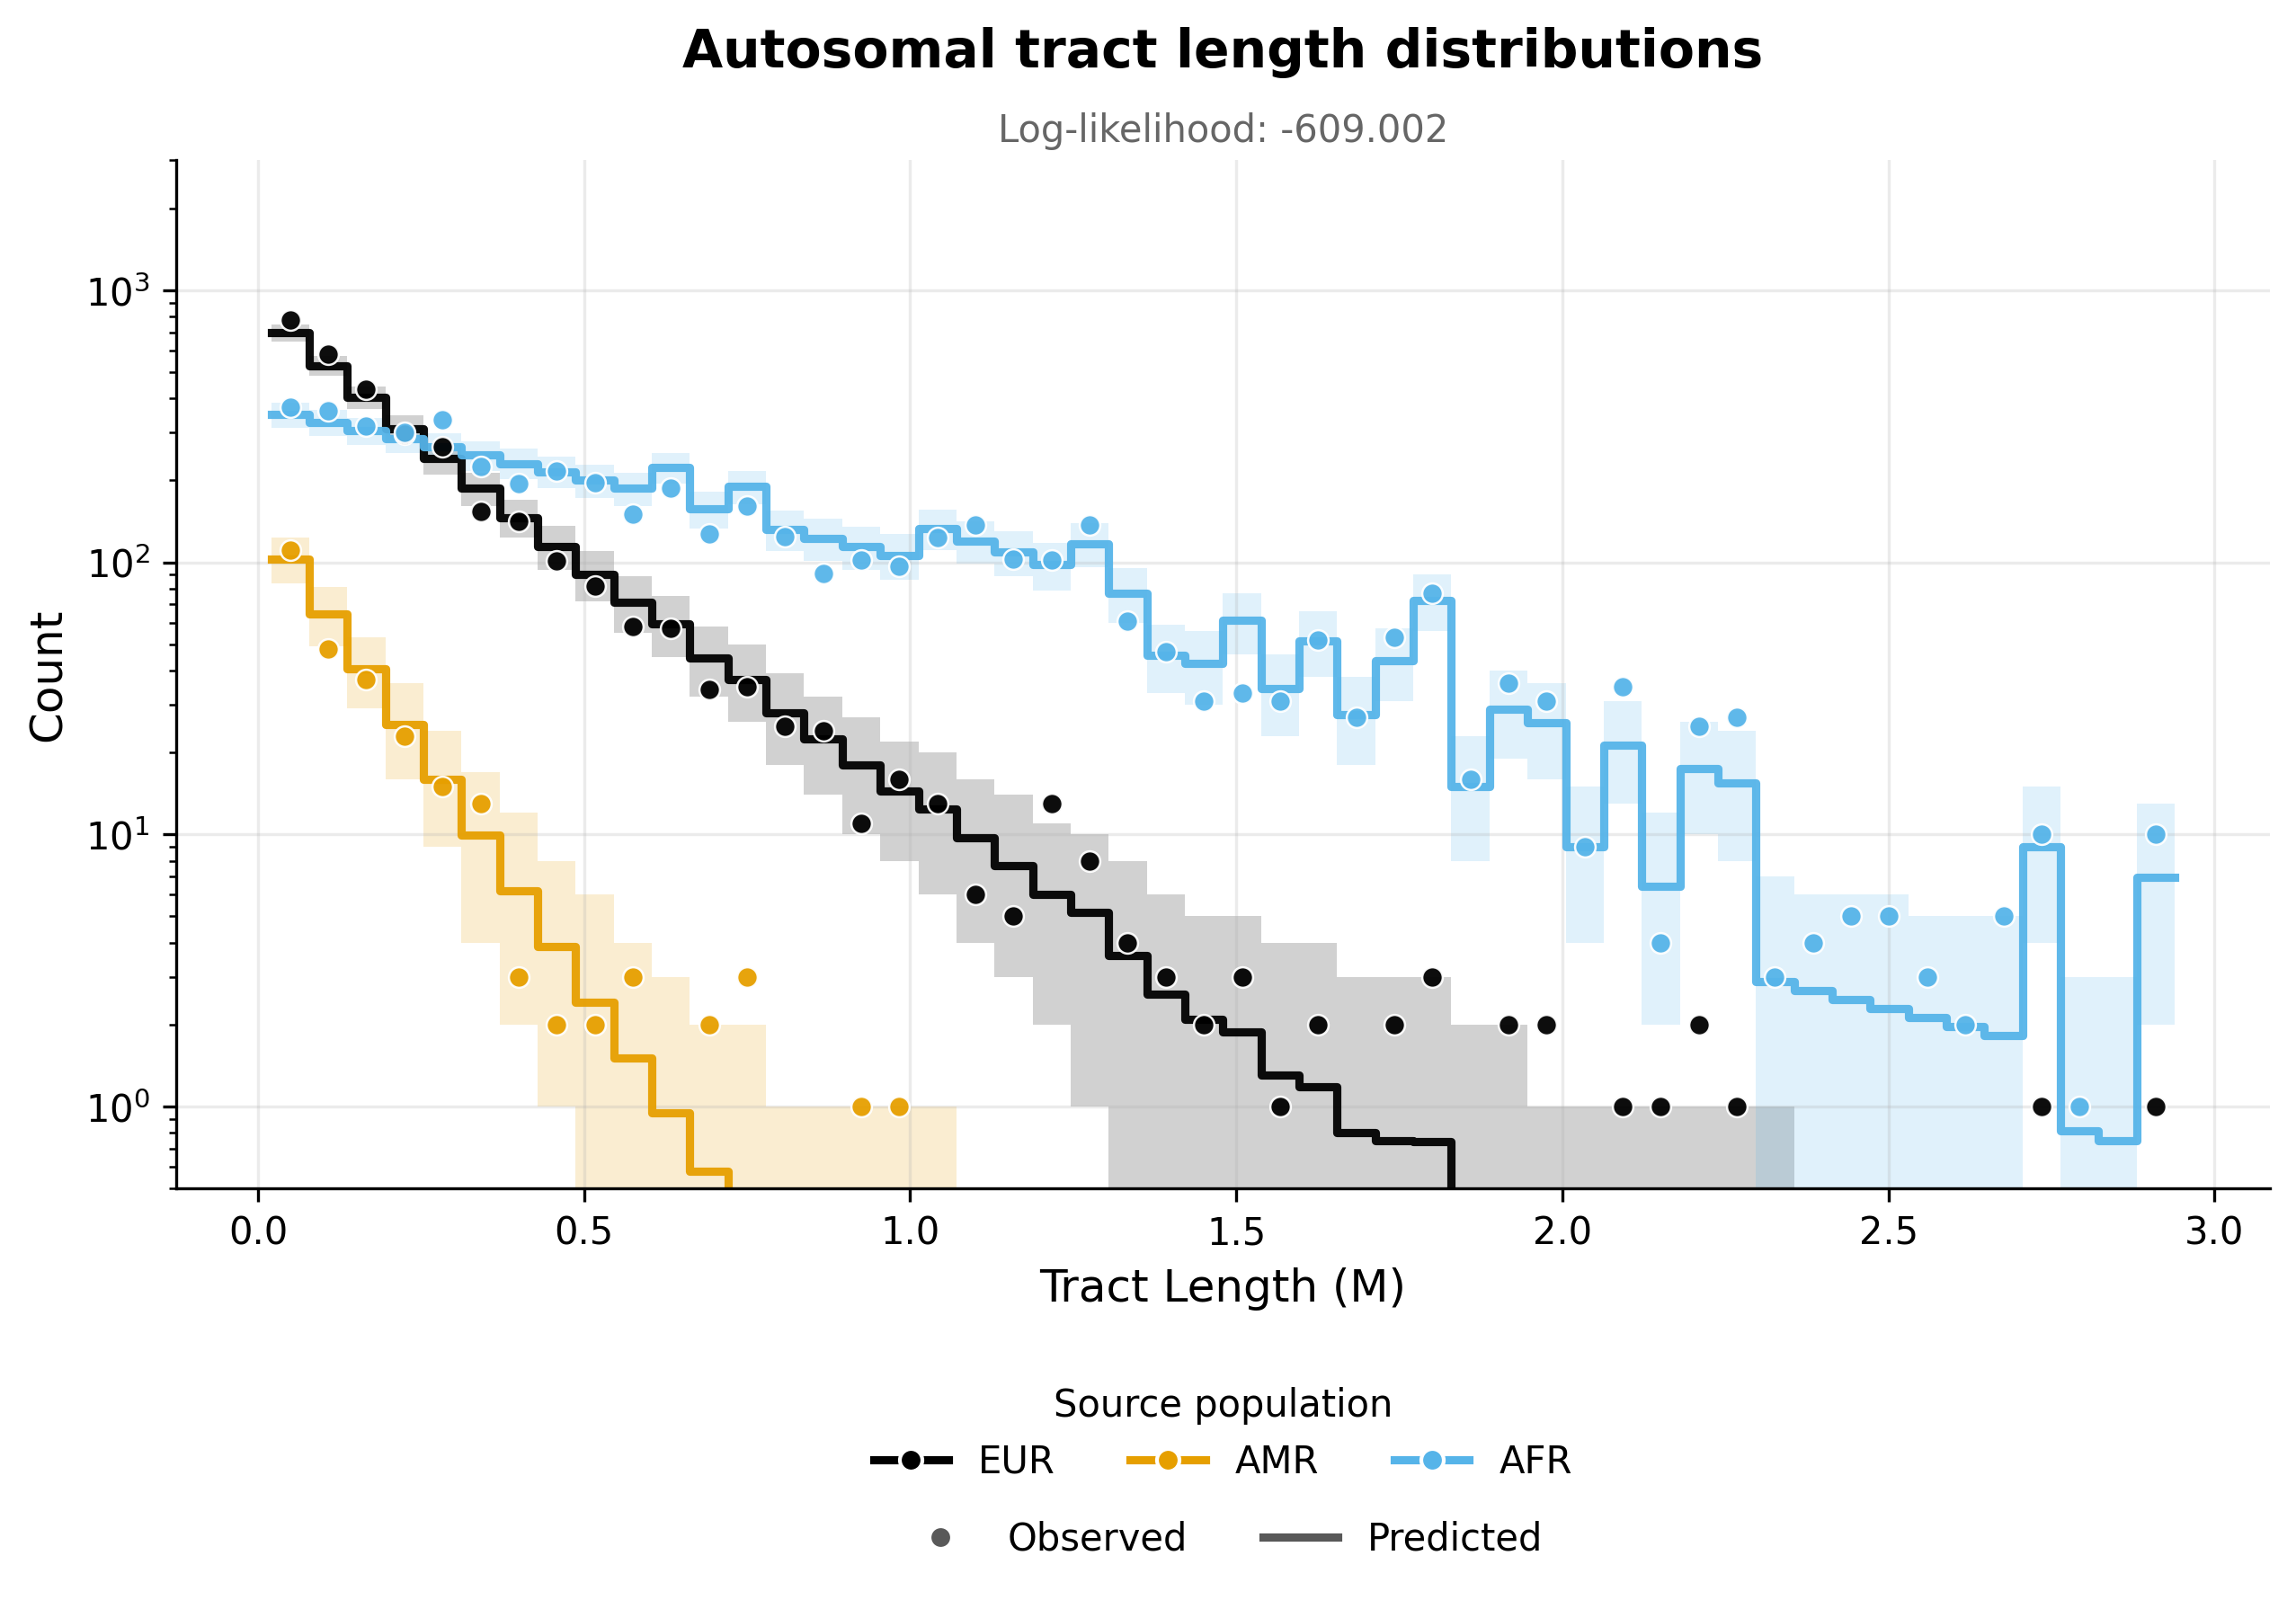 Autosomal tract length distributions
Log-likelihood: -609.002
10³
10²
10¹
10⁰
Count
0.0 0.5 1.0 1.5 2.0 2.5 3.0
Tract Length (M)
Source population
EUR AMR AFR
Observed Predicted